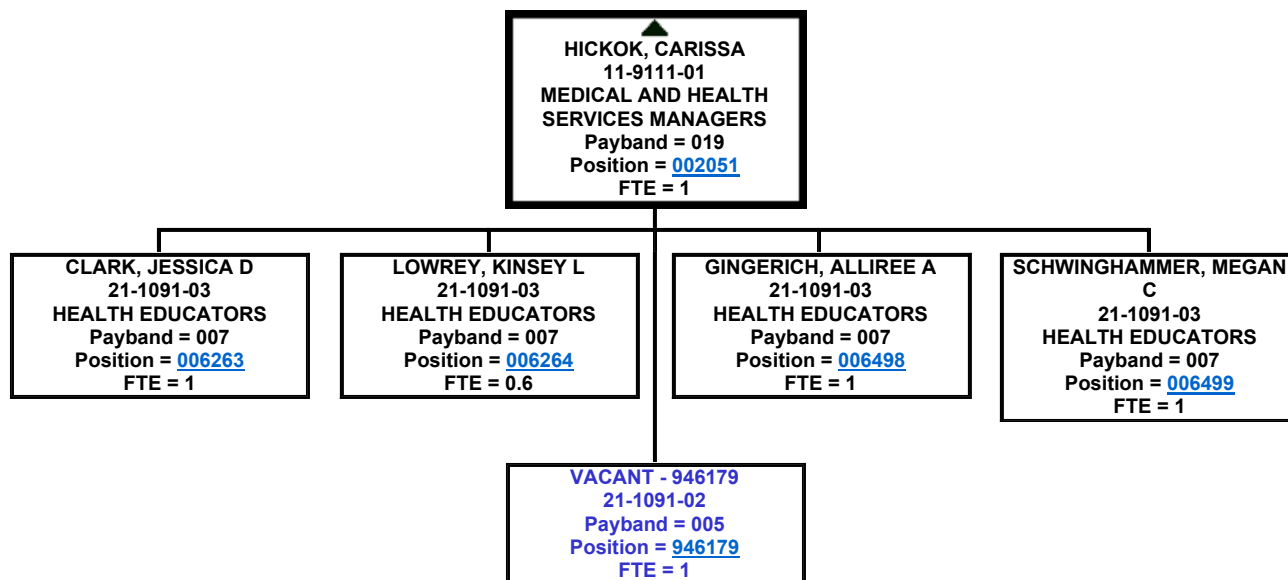 HICKOK, CARISSA
11-9111-01
MEDICAL AND HEALTH
SERVICES MANAGERS
Payband = 019
Position = 002051
FTE = 1
CLARK, JESSICA D
21-1091-03
HEALTH EDUCATORS
Payband = 007
Position = 006263
FTE = 1
LOWREY, KINSEY L
21-1091-03
HEALTH EDUCATORS
Payband = 007
Position = 006264
FTE = 0.6
GINGERICH, ALLIREE A
21-1091-03
HEALTH EDUCATORS
Payband = 007
Position = 006498
FTE = 1
SCHWINGHAMMER, MEGAN
C
21-1091-03
HEALTH EDUCATORS
Payband = 007
Position = 006499
FTE = 1
VACANT - 946179
21-1091-02
Payband = 005
Position = 946179
FTE = 1